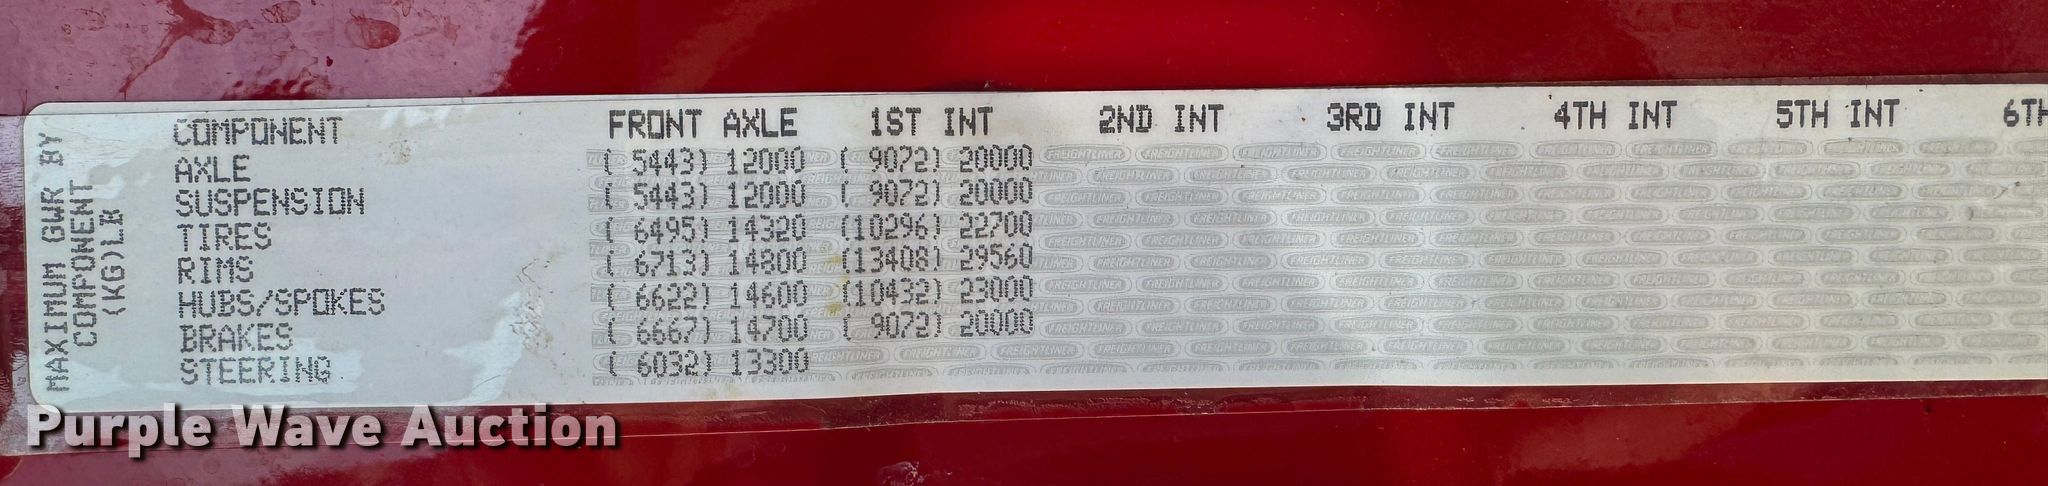 MAXIMUM GWR BY
COMPONENT
(KG)LB
COMPONENT FRONT AXLE 1ST INT 2ND INT 3RD INT 4TH INT 5TH INT 6TH
AXLE ( 5443) 12000 ( 9072) 20000
SUSPENSION ( 5443) 12000 ( 9072) 20000
TIRES ( 6495) 14320 (10296) 22700
RIMS ( 6713) 14800 (13408) 29560
HUBS/SPOKES ( 6622) 14600 (10432) 23000
BRAKES ( 6667) 14700 ( 9072) 20000
STEERING ( 6032) 13300
FREIGHTLINER
Purple Wave Auction